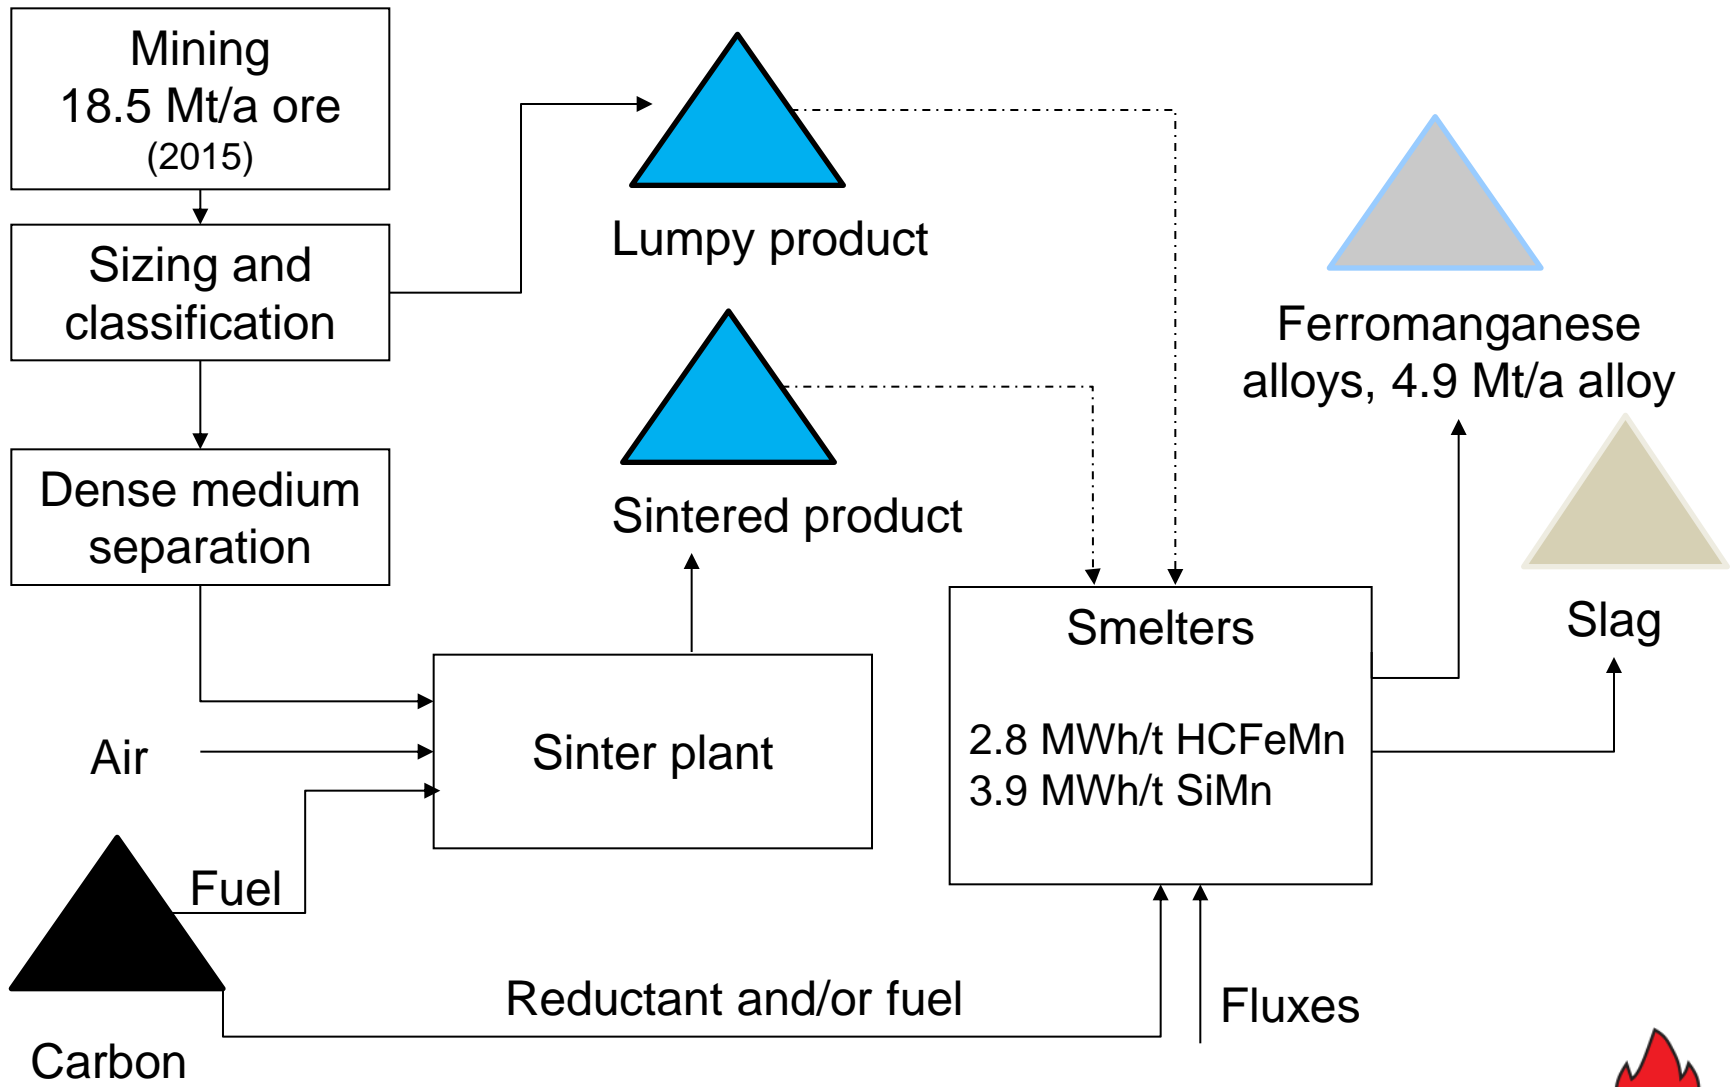 Mining
18.5 Mt/a ore
(2015)
Sizing and
classification
Dense medium
separation
Lumpy product
Sintered product
Ferromanganese
alloys, 4.9 Mt/a alloy
Slag
Smelters
2.8 MWh/t HCFeMn
3.9 MWh/t SiMn
Air
Sinter plant
Fuel
Reductant and/or fuel
Fluxes
Carbon